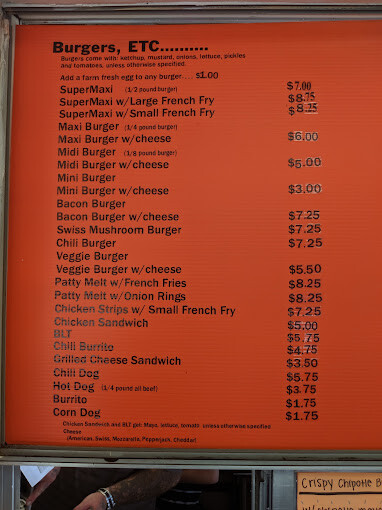 Burgers, ETC..........
Burgers come with: ketchup, mustard, onions, lettuce, pickles
and tomatoes, unless otherwise specified.
Add a farm fresh egg to any burger.... $1.00
SuperMaxi (1/2 pound burger) $7.00
SuperMaxi w/Large French Fry $8.75
SuperMaxi w/Small French Fry $8.25
Maxi Burger (1/4 pound burger)
Maxi Burger w/cheese $6.00
Midi Burger (1/8 pound burger)
Midi Burger w/cheese $5.00
Mini Burger
Mini Burger w/cheese $3.00
Bacon Burger
Bacon Burger w/cheese $7.25
Swiss Mushroom Burger $7.25
Chili Burger $7.25
Veggie Burger
Veggie Burger w/cheese $5.50
Patty Melt w/French Fries $8.25
Patty Melt w/Onion Rings $8.25
Chicken Strips w/ Small French Fry $7.25
Chicken Sandwich $5.00
BLT $5.75
Chili Burrito $4.75
Grilled Cheese Sandwich $3.50
Chili Dog $5.75
Hot Dog (1/4 pound all beef) $3.75
Burrito $1.75
Corn Dog $1.75
Chicken Sandwich and BLT get: Mayo, lettuce, tomato unless otherwise specified
Cheese
(American, Swiss, Mozzarella, Pepperjack, Cheddar)
Crispy Chipotle B